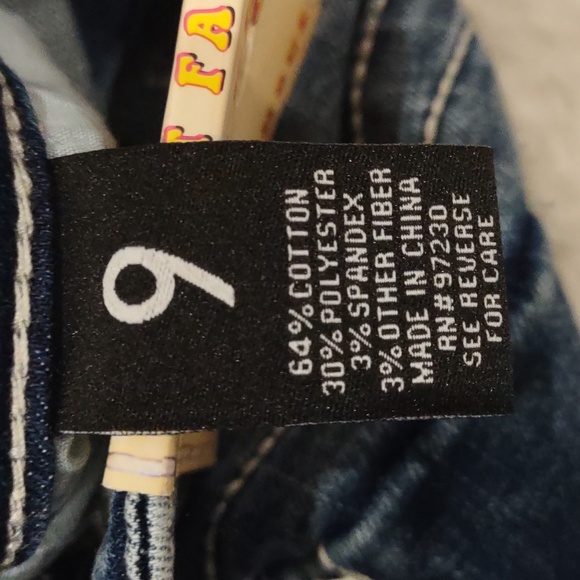 9
64% COTTON
30% POLYESTER
3% SPANDEX
3% OTHER FIBER
MADE IN CHINA
RN# 97230
SEE REVERSE
FOR CARE
T FA